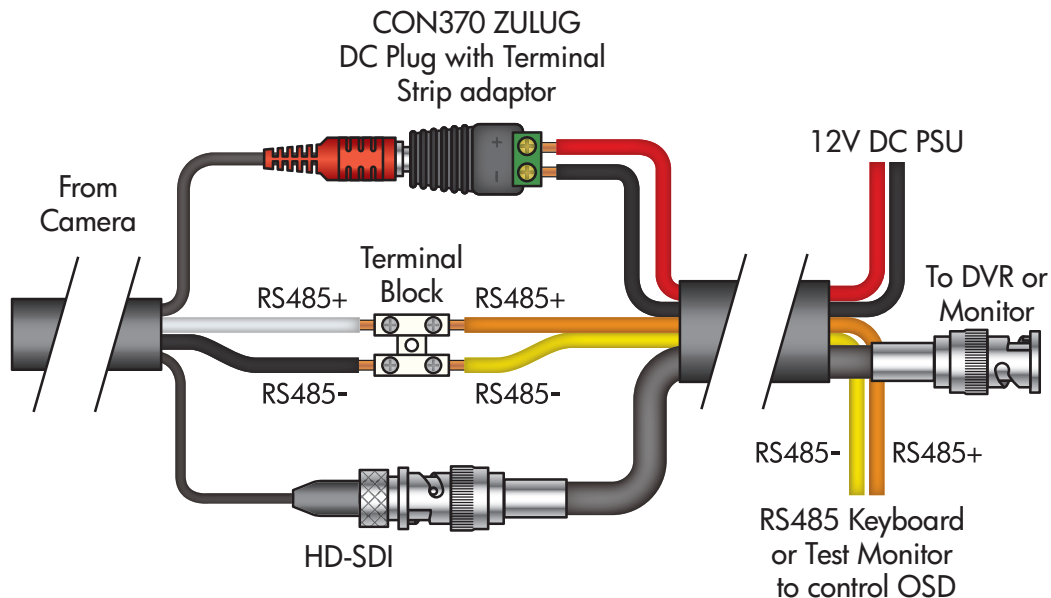 CON370 ZULUG
DC Plug with Terminal
Strip adaptor
+
-
12V DC PSU
From
Camera
Terminal
Block
RS485+
RS485+
To DVR or
Monitor
RS485-
RS485-
RS485-
RS485+
HD-SDI
RS485 Keyboard
or Test Monitor
to control OSD